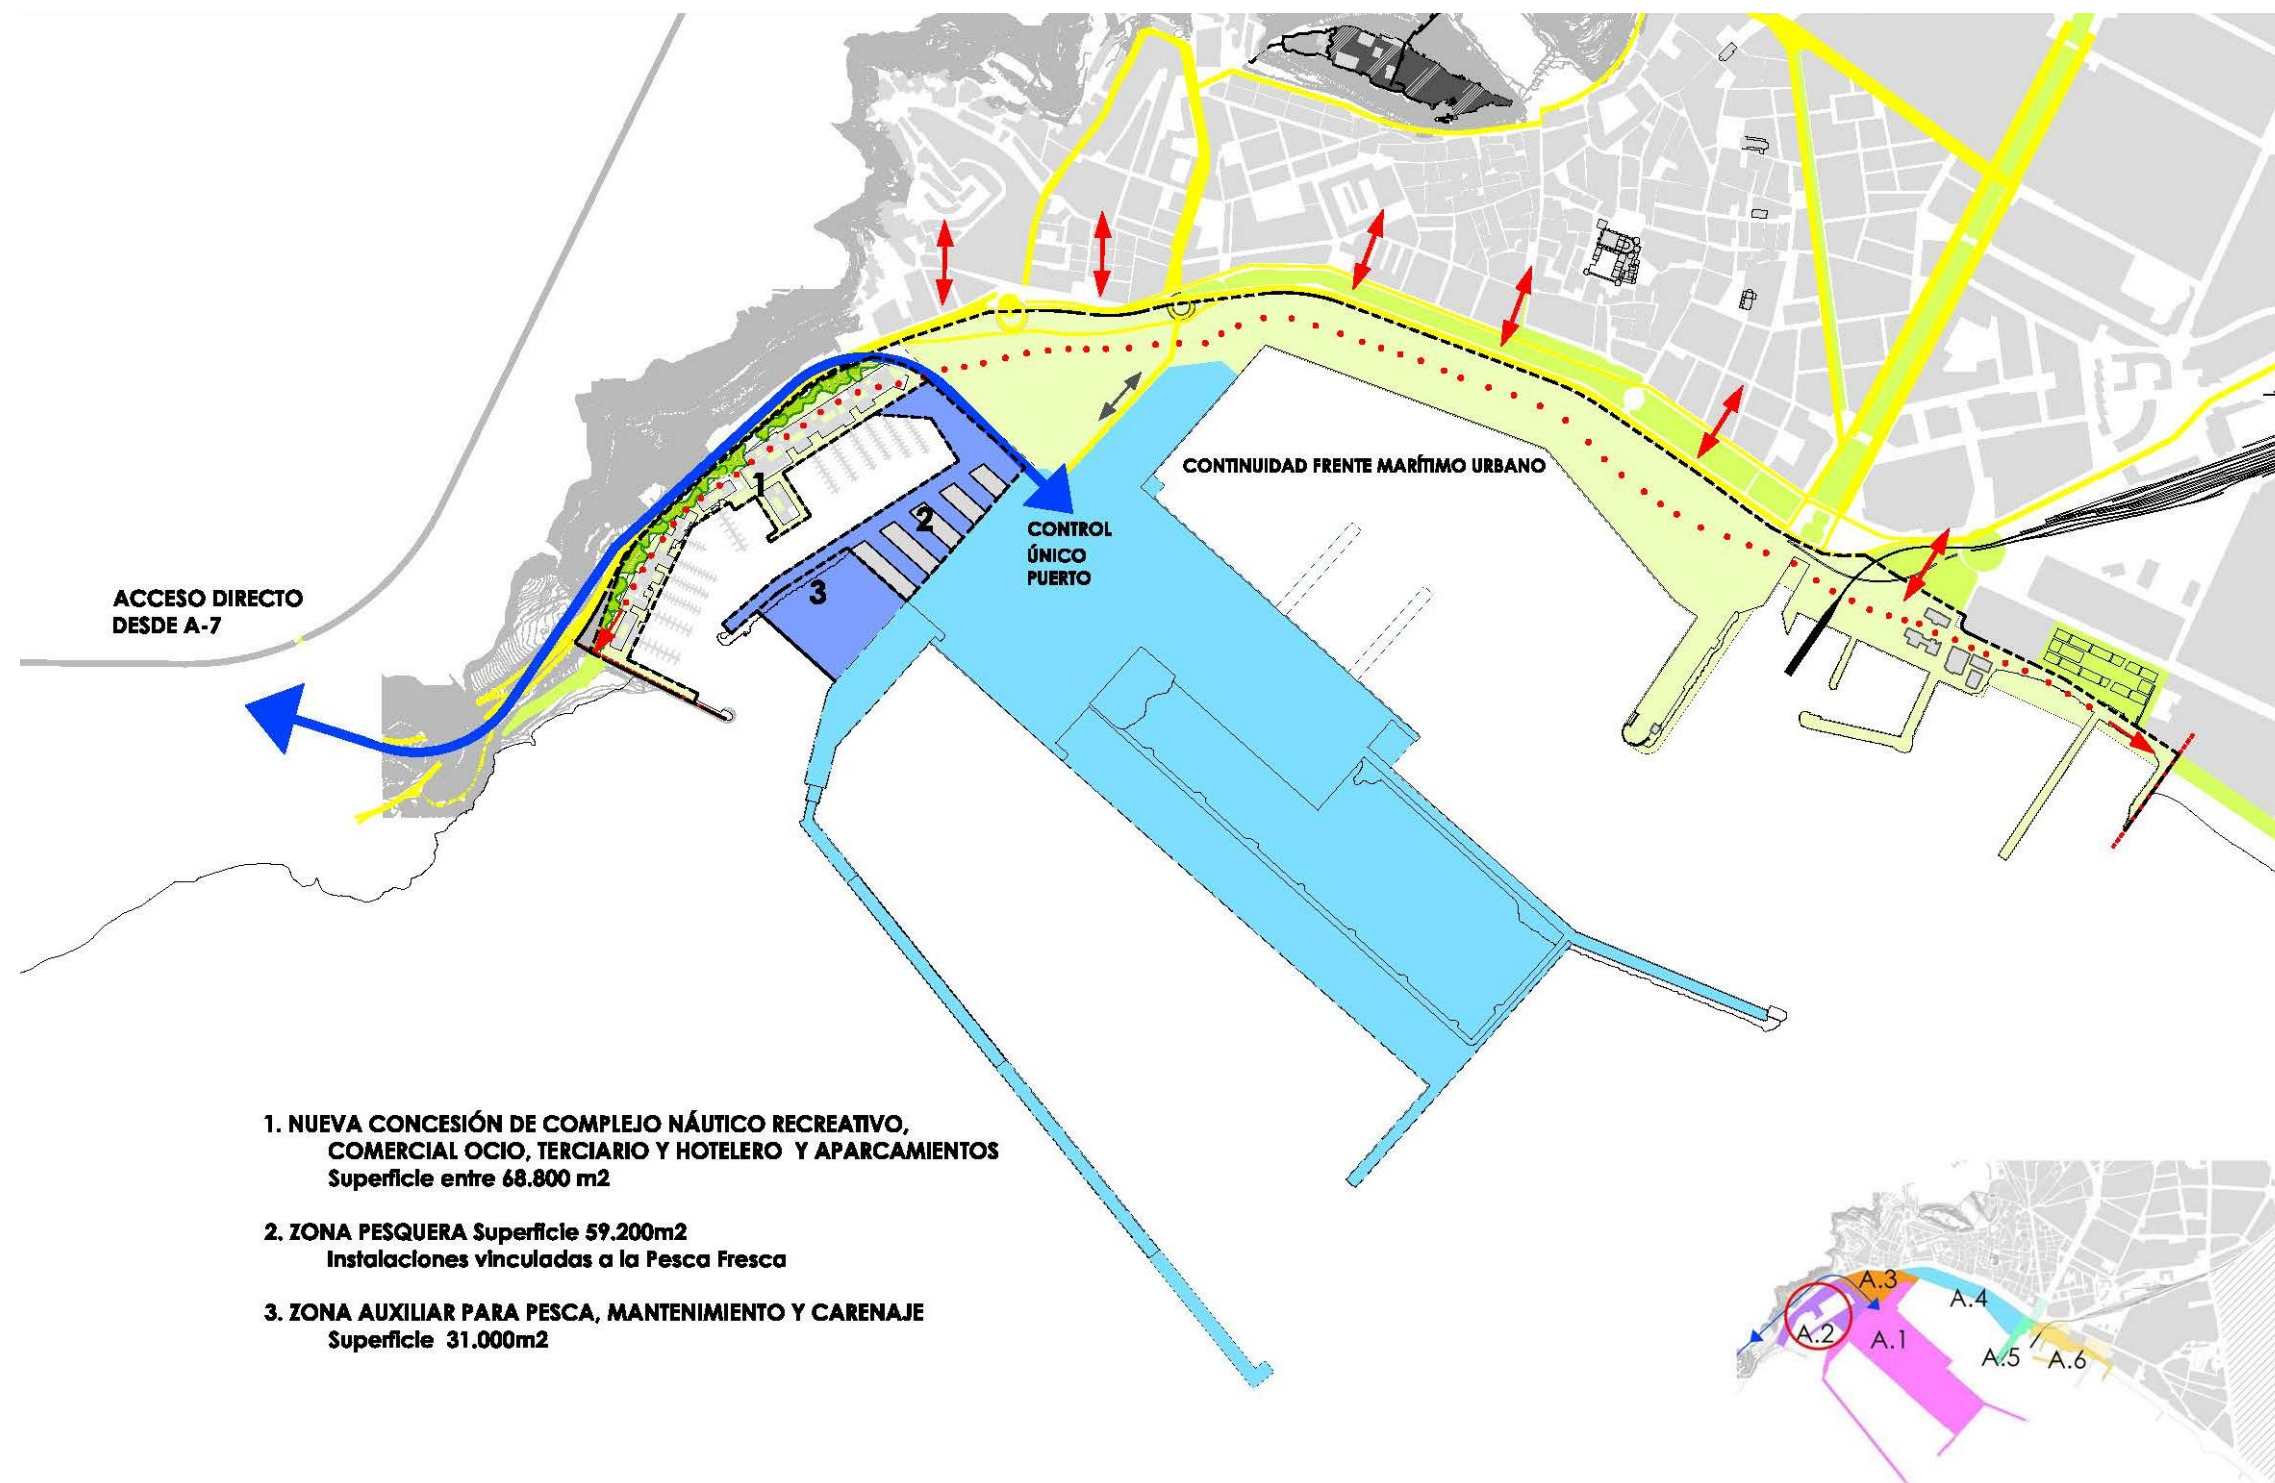 CONTINUIDAD FRENTE MARÍTIMO URBANO
1
2
3
CONTROL
ÚNICO
PUERTO
ACCESO DIRECTO
DESDE A-7
1. NUEVA CONCESIÓN DE COMPLEJO NÁUTICO RECREATIVO,
COMERCIAL OCIO, TERCIARIO Y HOTELERO Y APARCAMIENTOS
Superficie entre 68.800 m2
2. ZONA PESQUERA Superficie 59.200m2
Instalaciones vinculadas a la Pesca Fresca
3. ZONA AUXILIAR PARA PESCA, MANTENIMIENTO Y CARENAJE
Superficie 31.000m2
A.3
A.4
A.2
A.1
A.5
A.6